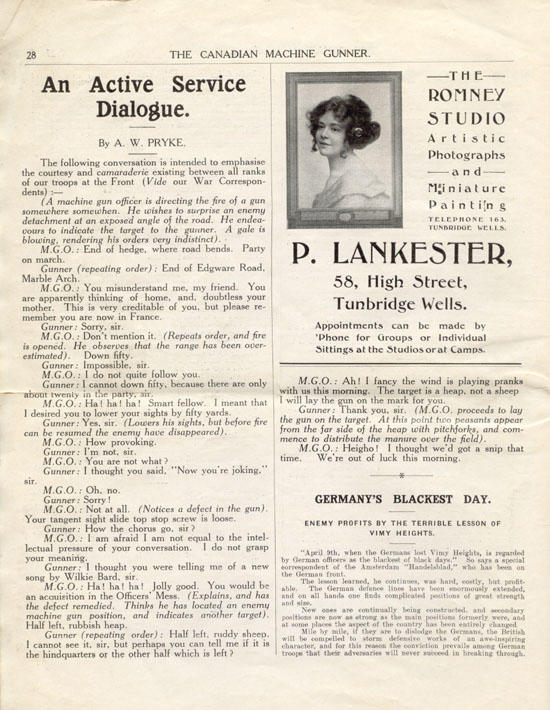 28
THE CANADIAN MACHINE GUNNER.
An Active Service
Dialogue.
By A. W. PRYKE.
The following conversation is intended to emphasise
the courtesy and camaraderie existing between all ranks
of our troops at the Front (Vide our War Correspon-
dents) :—
(A machine gun officer is directing the fire of a gun
somewhere somewhen. He wishes to surprise an enemy
detachment at an exposed angle of the road. He endea-
vours to indicate the target to the gunner. A gale is
blowing, rendering his orders very indistinct).
M.G.O. : End of hedge, where road bends. Party
on march.
Gunner (repeating order) : End of Edgware Road,
Marble Arch.
M.G.O. : You misunderstand me, my friend. You
are apparently thinking of home, and, doubtless your
mother. This is very creditable of you, but please re-
member you are now in France.
Gunner : Sorry, sir.
M.G.O. : Don't mention it. (Repeats order, and fire
is opened. He observes that the range has been over-
estimated). Down fifty.
Gunner : Impossible, sir.
M.G.O. : I do not quite follow you.
Gunner : I cannot down fifty, because there are only
about twenty in the party, sir.
M.G.O. : Ha ! ha ! ha ! Smart fellow. I meant that
I desired you to lower your sights by fifty yards.
Gunner : Yes, sir. (Lowers his sights, but before fire
can be resumed the enemy have disappeared).
M.G.O. : How provoking.
Gunner : I'm not, sir.
M.G.O. : You are not what ?
Gunner : I thought you said, "Now you're joking,"
sir.
M.G.O. : Oh, no.
Gunner : Sorry !
M.G.O. : Not at all. (Notices a defect in the gun).
Your tangent sight slide top stop screw is loose.
Gunner : How the chorus go, sir ?
M.G.O. : I am afraid I am not equal to the intel-
lectual pressure of your conversation. I do not grasp
your meaning.
Gunner : I thought you were telling me of a new
song by Wilkie Bard, sir.
M.G.O. : Ha ! ha ! ha ! Jolly good. You would be
an acquisition in the Officers' Mess. (Explains, and has
the defect remedied. Thinks he has located an enemy
machine gun position, and indicates another target).
Half left, rubbish heap.
Gunner (repeating order) : Half left, ruddy sheep.
I cannot see it, sir, but perhaps you can tell me if it is
the hindquarters or the other half which is left ?
THE
ROMNEY
STUDIO
Artistic
Photographs
and
Miniature
Painting
TELEPHONE 163,
TUNBRIDGE WELLS.
P. LANKESTER,
58, High Street,
Tunbridge Wells.
Appointments can be made by
'Phone for Groups or Individual
Sittings at the Studios or at Camps.
M.G.O. : Ah ! I fancy the wind is playing pranks
with us this morning. The target is a heap, not a sheep
I will lay the gun on the mark for you.
Gunner : Thank you, sir. (M.G.O. proceeds to lay
the gun on the target. At this point two peasants appear
from the far side of the heap with pitchforks, and com-
mence to distribute the manure over the field).
M.G.O. : Heigho ! I thought we'd got a snip that
time. We're out of luck this morning.
GERMANY'S BLACKEST DAY.
ENEMY PROFITS BY THE TERRIBLE LESSON OF
VIMY HEIGHTS.
"April 9th, when the Germans lost Vimy Heights, is regarded
by German officers as the blackest of black days." So says a special
correspondent of the Amsterdam "Handelsblad," who has been on
the German front.
The lesson learned, he continues, was hard, costly, but profit-
able. The German defence lines have been enormously extended,
and on all hands one finds complicated positions of great strength
and size.
New ones are continually being constructed, and secondary
positions are now as strong as the main positions formerly were, and
at some places the aspect of the country has been entirely changed
Mile by mile, if they are to dislodge the Germans, the British
will be compelled to storm defensive works of an awe-inspiring
character, and for this reason the conviction prevails among German
troops that their adversaries will never succeed in breaking through.